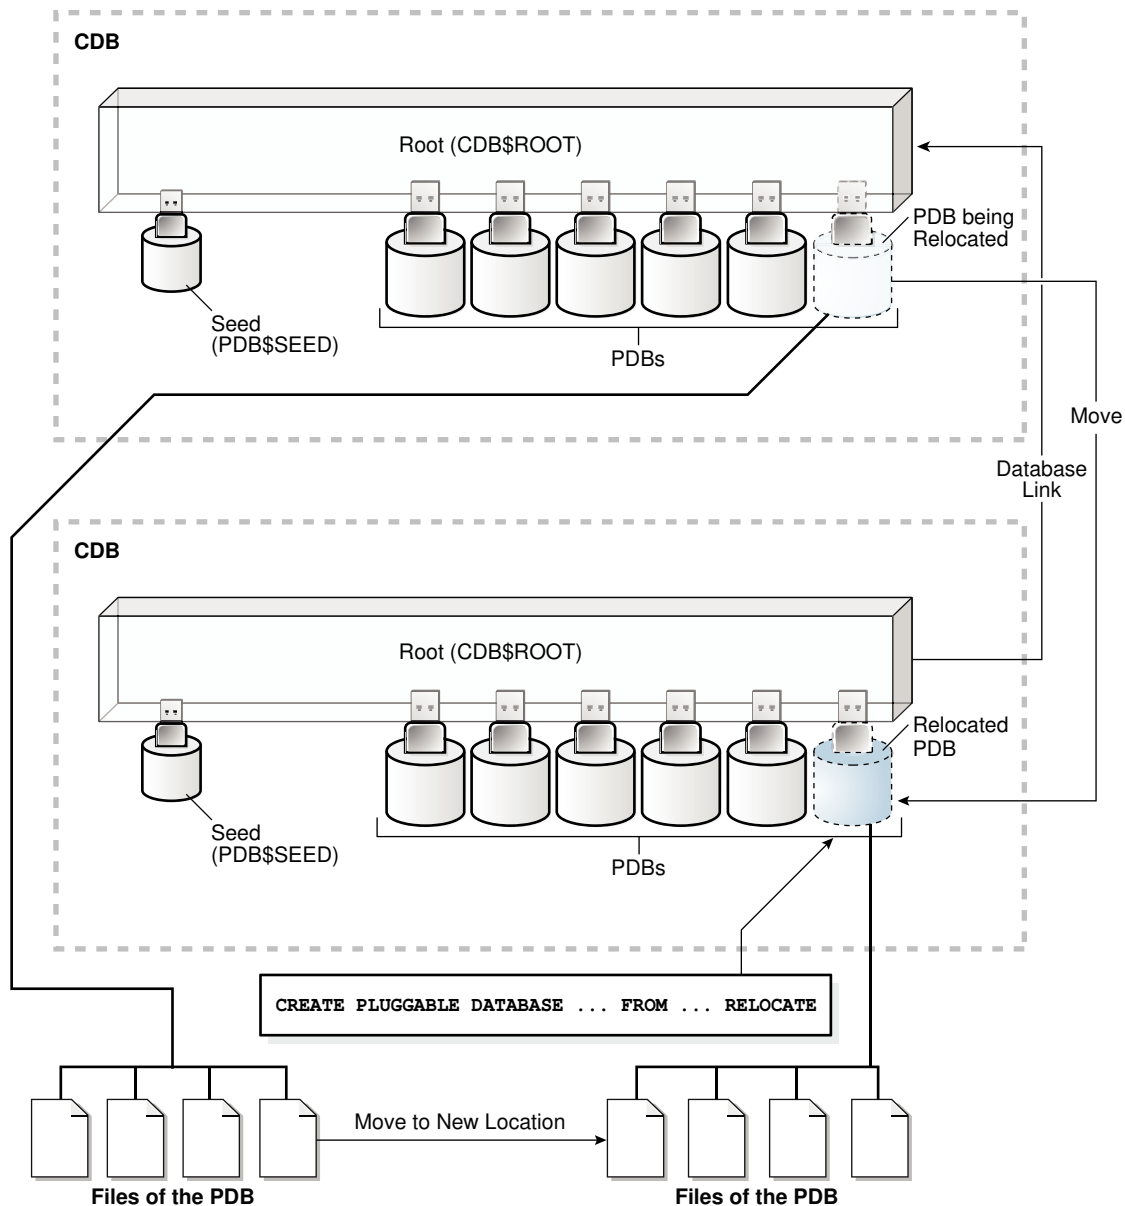 CDB
Root (CDB$ROOT)
PDB being
Relocated
Seed
(PDB$SEED)
PDBs
Move
Database
Link
CDB
Root (CDB$ROOT)
Relocated
PDB
Seed
(PDB$SEED)
PDBs
CREATE PLUGGABLE DATABASE ... FROM ... RELOCATE
Move to New Location
Files of the PDB
Files of the PDB